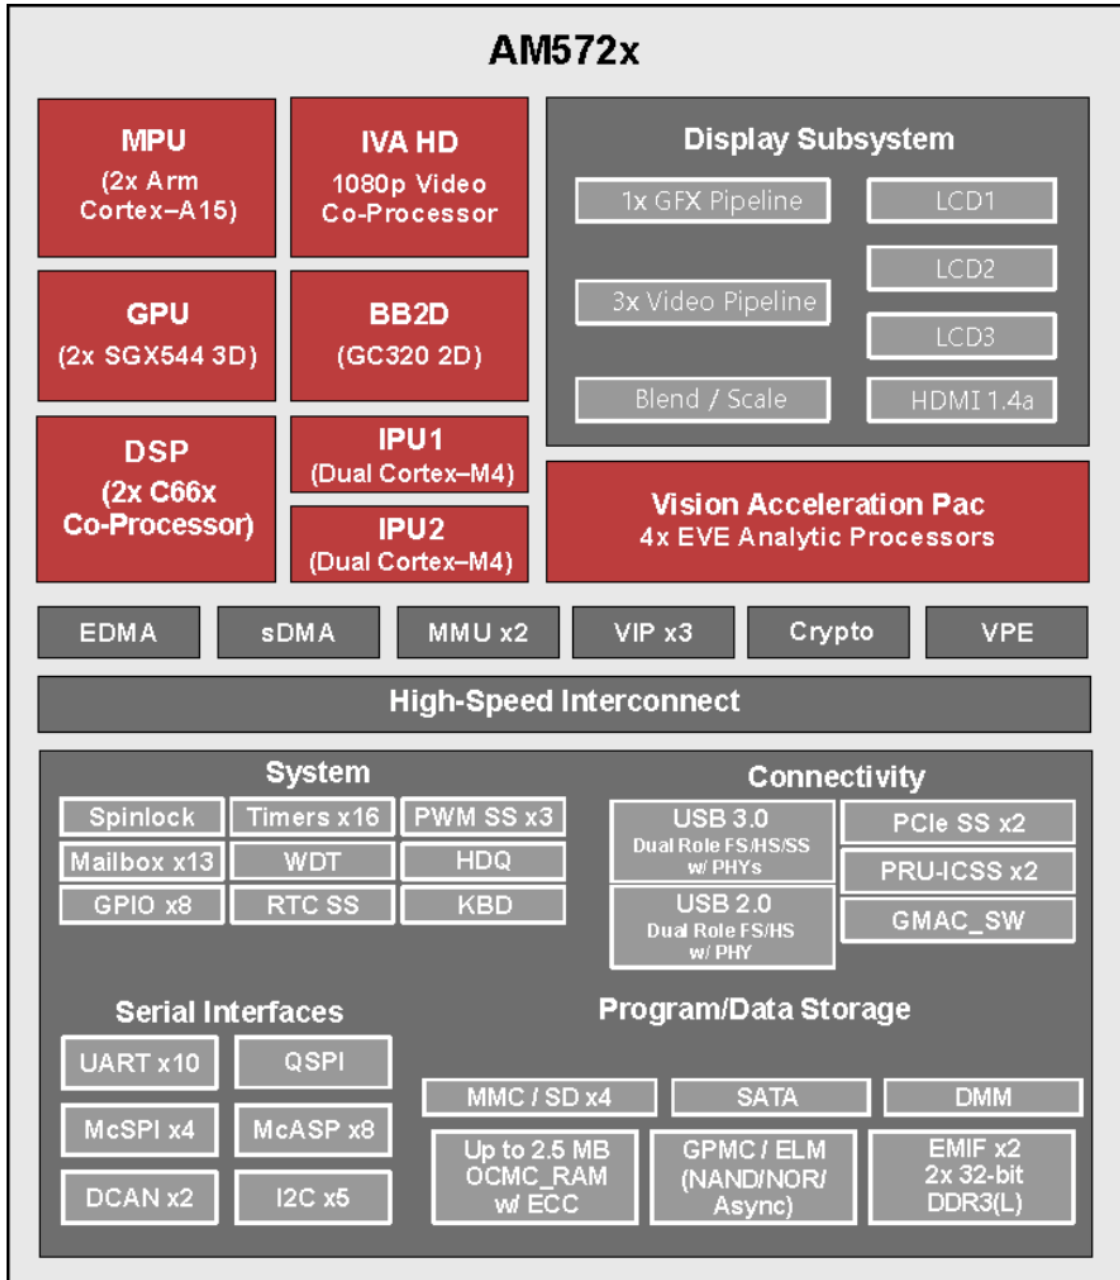 AM572x
MPU
(2x Arm
Cortex–A15)
IVA HD
1080p Video
Co-Processor
Display Subsystem
1x GFX Pipeline
LCD1
LCD2
3x Video Pipeline
LCD3
Blend / Scale
HDMI 1.4a
GPU
(2x SGX544 3D)
BB2D
(GC320 2D)
DSP
(2x C66x
Co-Processor)
IPU1
(Dual Cortex–M4)
IPU2
(Dual Cortex–M4)
Vision Acceleration Pac
4x EVE Analytic Processors
EDMA
sDMA
MMU x2
VIP x3
Crypto
VPE
High-Speed Interconnect
System
Spinlock
Timers x16
PWM SS x3
Mailbox x13
WDT
HDQ
GPIO x8
RTC SS
KBD
Connectivity
USB 3.0
Dual Role FS/HS/SS
w/ PHYs
USB 2.0
Dual Role FS/HS
w/ PHY
PCIe SS x2
PRU-ICSS x2
GMAC_SW
Serial Interfaces
UART x10
QSPI
McSPI x4
McASP x8
DCAN x2
I2C x5
Program/Data Storage
MMC / SD x4
SATA
DMM
Up to 2.5 MB
OCMC_RAM
w/ ECC
GPMC / ELM
(NAND/NOR/
Async)
EMIF x2
2x 32-bit
DDR3(L)